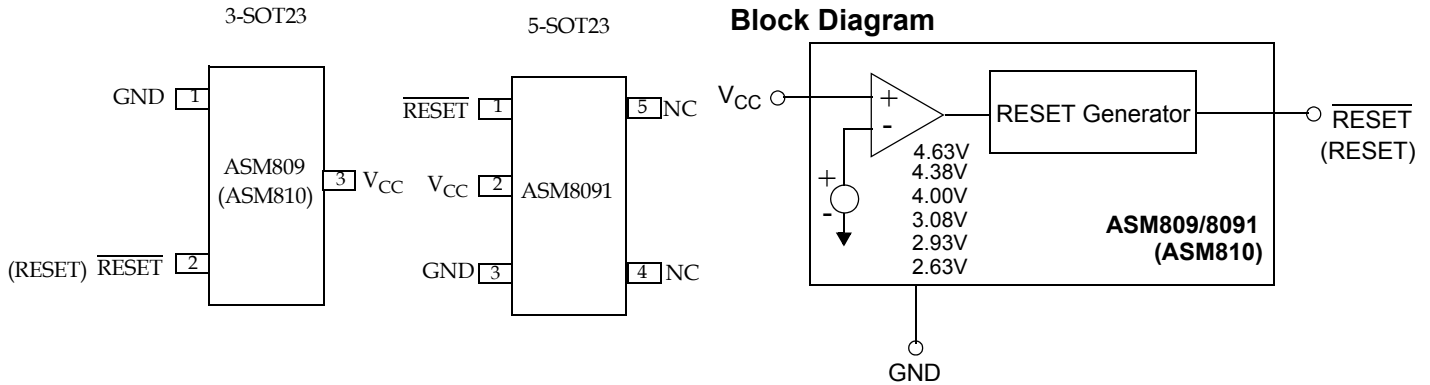 3-SOT23
GND 1
ASM809
(ASM810)
3 VCC
(RESET) RESET 2
5-SOT23
RESET 1
5 NC
VCC 2
ASM8091
GND 3
4 NC
Block Diagram
VCC
+
-
RESET Generator
RESET
(RESET)
+
-
4.63V
4.38V
4.00V
3.08V
2.93V
2.63V
ASM809/8091
(ASM810)
GND